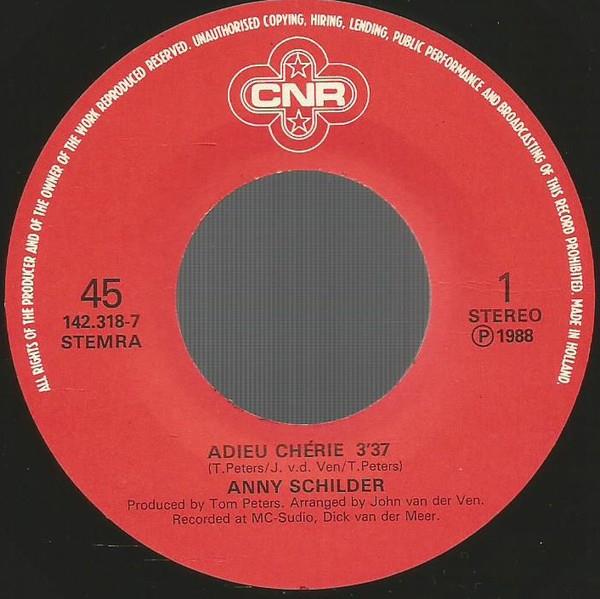 ALL RIGHTS OF THE PRODUCER AND OF THE OWNER OF THE WORK REPRODUCED RESERVED. UNAUTHORISED COPYING, HIRING, LENDING, PUBLIC PERFORMANCE AND BROADCASTING OF THIS RECORD PROHIBITED. MADE IN HOLLAND.
CNR
45
142.318-7
STEMRA
1
STEREO
Ⓟ 1988
ADIEU CHÉRIE 3'37
(T.Peters/J. v.d. Ven/T.Peters)
ANNY SCHILDER
Produced by Tom Peters. Arranged by John van der Ven.
Recorded at MC-Sudio, Dick van der Meer.